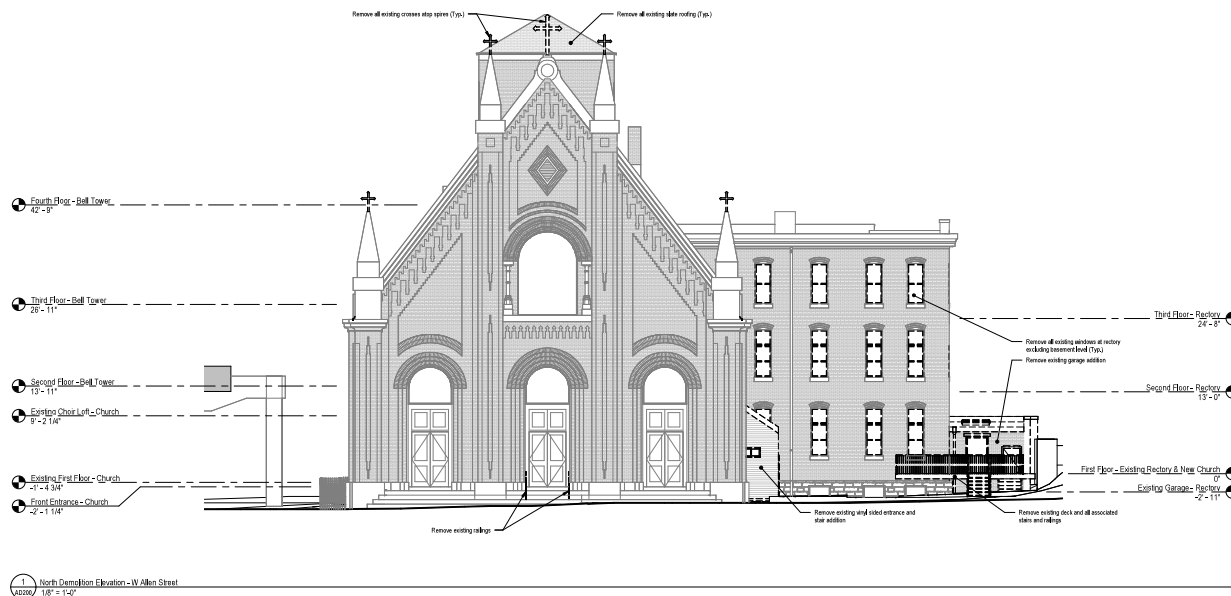 Remove all existing crosses atop spires (Typ.)
Remove all existing slate roofing (Typ.)
Fourth Floor - Bell Tower
42' - 9"
Third Floor - Bell Tower
26' - 11"
Third Floor - Rectory
24' - 8"
Remove all existing windows at rectory
excluding basement level (Typ.)
Remove existing garage addition
Second Floor - Bell Tower
13' - 11"
Second Floor - Rectory
13' - 0"
Existing Choir Loft - Church
9' - 2 1/4"
Existing First Floor - Church
-1' - 4 3/4"
First Floor - Existing Rectory & New Church
0"
Existing Garage - Rectory
-2' - 11"
Front Entrance - Church
-2' - 1 1/4"
Remove existing railings
Remove existing vinyl sided entrance and
stair addition
Remove existing deck and all associated
stairs and railings
1
AD200
North Demolition Elevation - W Allen Street
1/8" = 1'-0"